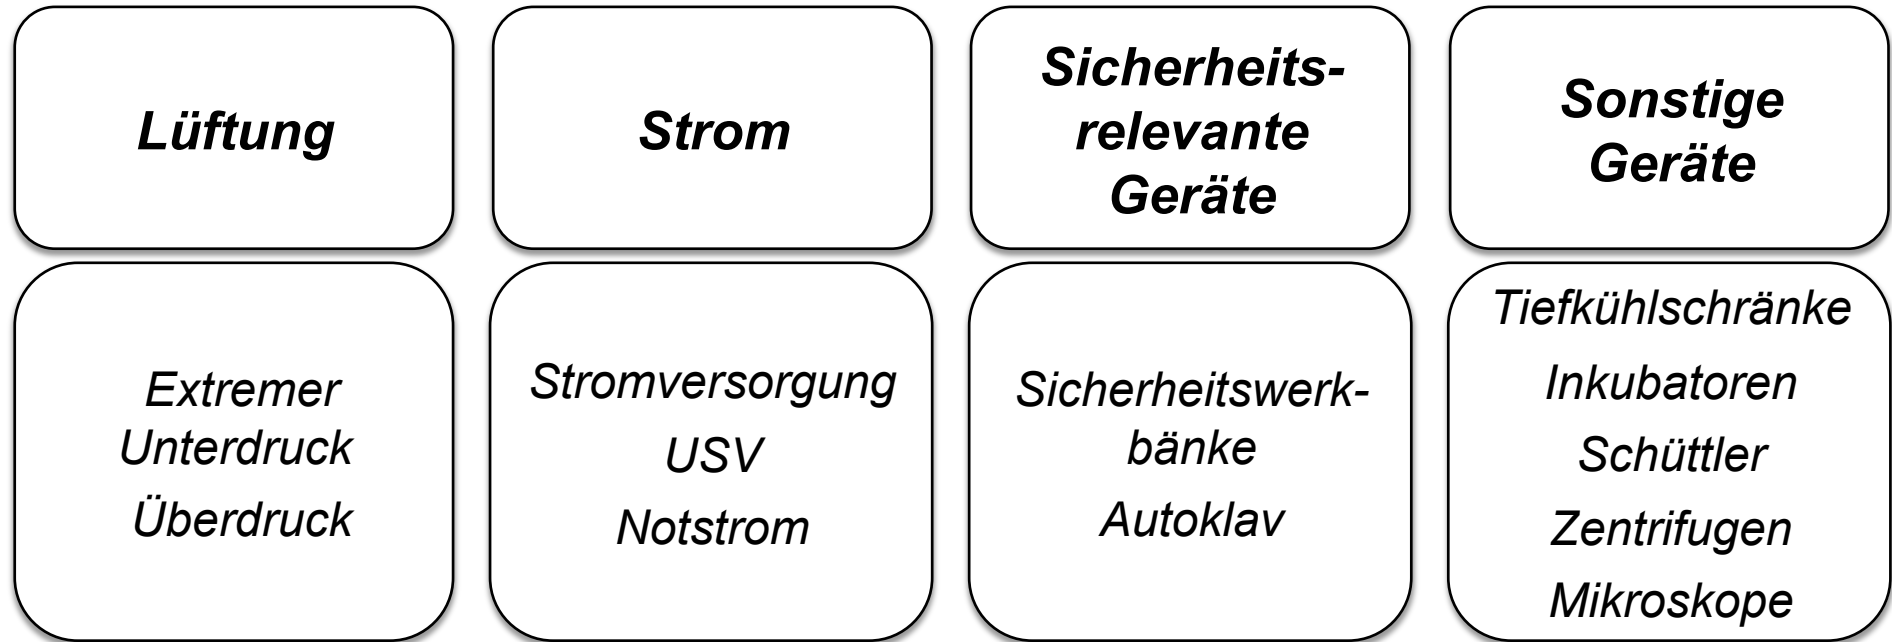 Lüftung
Strom
Sicherheits-
relevante
Geräte
Sonstige
Geräte
Extremer
Unterdruck
Überdruck
Stromversorgung
USV
Notstrom
Sicherheitswerk-
bänke
Autoklav
Tiefkühlschränke
Inkubatoren
Schüttler
Zentrifugen
Mikroskope